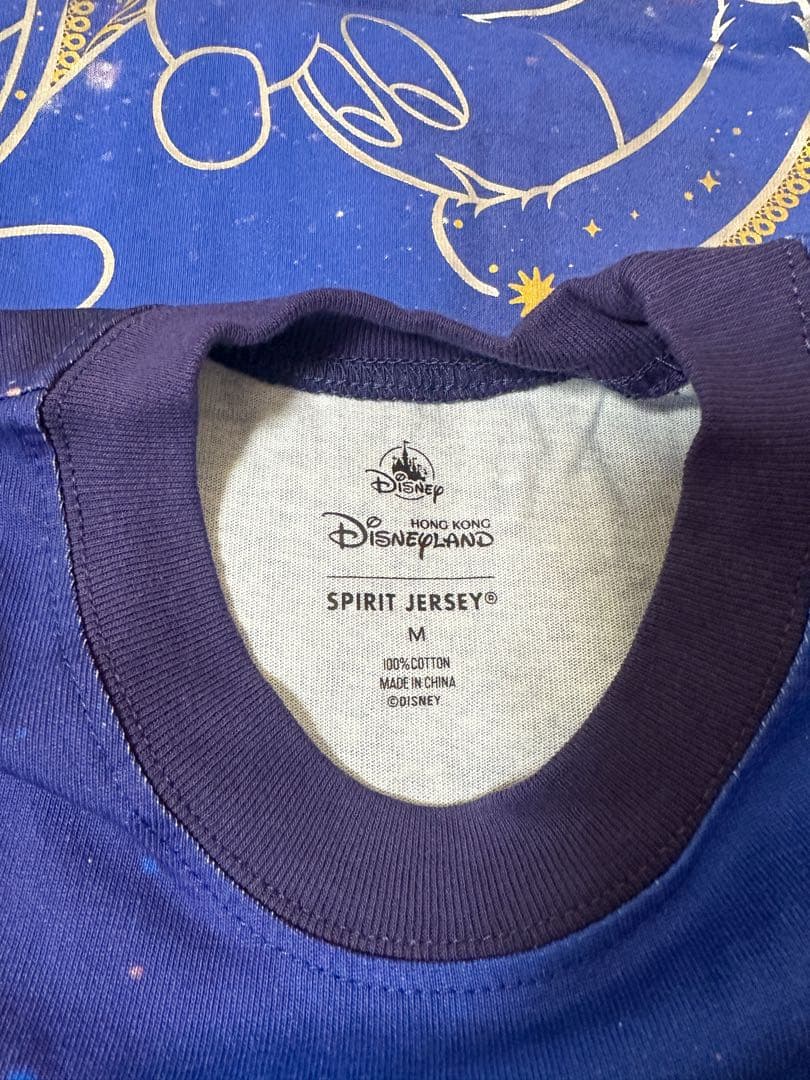 Disney
HONG KONG
Disneyland
SPIRIT JERSEY®
M
100% COTTON
MADE IN CHINA
©DISNEY